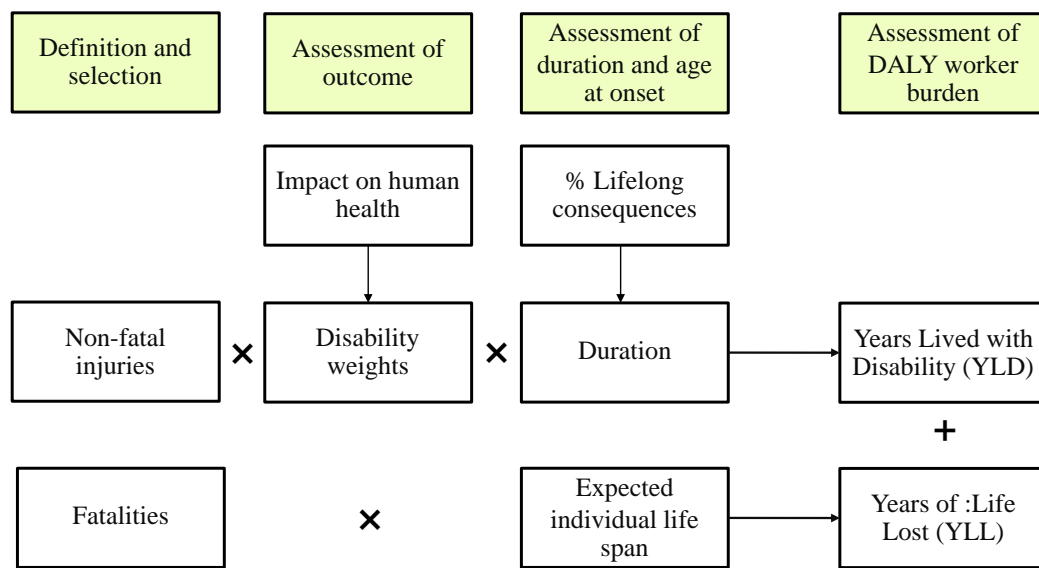 Definition and
selection
Assessment of
outcome
Assessment of
duration and age
at onset
Assessment of
DALY worker
burden
Impact on human
health
% Lifelong
consequences
Non-fatal
injuries
×
Disability
weights
×
Duration
Years Lived with
Disability (YLD)
+
Fatalities
×
Expected
individual life
span
Years of :Life
Lost (YLL)